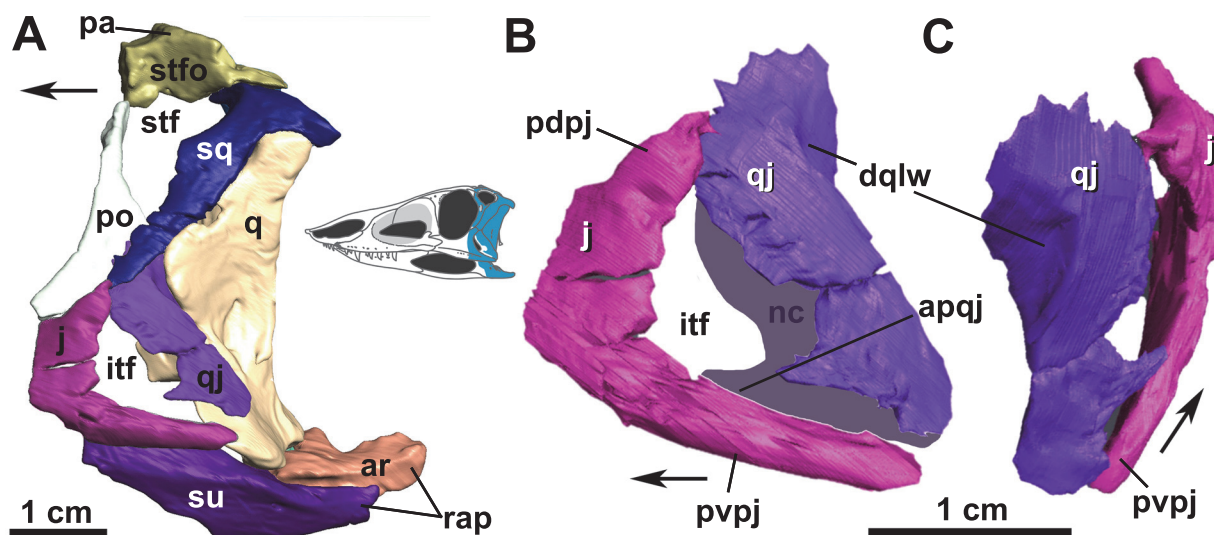 A
pa
stfo
stf
sq
po
q
j
itf
qj
ar
su
rap
1 cm
B
pdpj
qj
dqlw
j
nc
apqj
itf
pvpj
1 cm
C
j
qj
pvpj